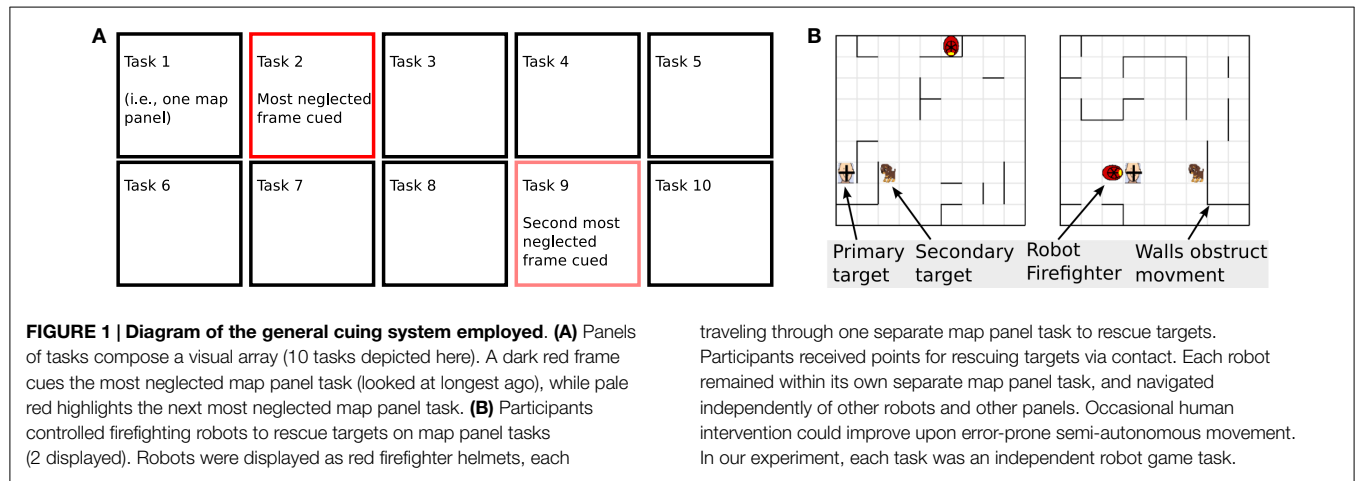 A
Task 1
(i.e., one map
panel)
Task 2
Most neglected
frame cued
Task 3
Task 4
Task 5
Task 6
Task 7
Task 8
Task 9
Second most
neglected
frame cued
Task 10
B
Primary
target
Secondary
target
Robot
Firefighter
Walls obstruct
movment
FIGURE 1 | Diagram of the general cuing system employed. (A) Panels
of tasks compose a visual array (10 tasks depicted here). A dark red frame
cues the most neglected map panel task (looked at longest ago), while pale
red highlights the next most neglected map panel task. (B) Participants
controlled firefighting robots to rescue targets on map panel tasks
(2 displayed). Robots were displayed as red firefighter helmets, each
traveling through one separate map panel task to rescue targets.
Participants received points for rescuing targets via contact. Each robot
remained within its own separate map panel task, and navigated
independently of other robots and other panels. Occasional human
intervention could improve upon error-prone semi-autonomous movement.
In our experiment, each task was an independent robot game task.